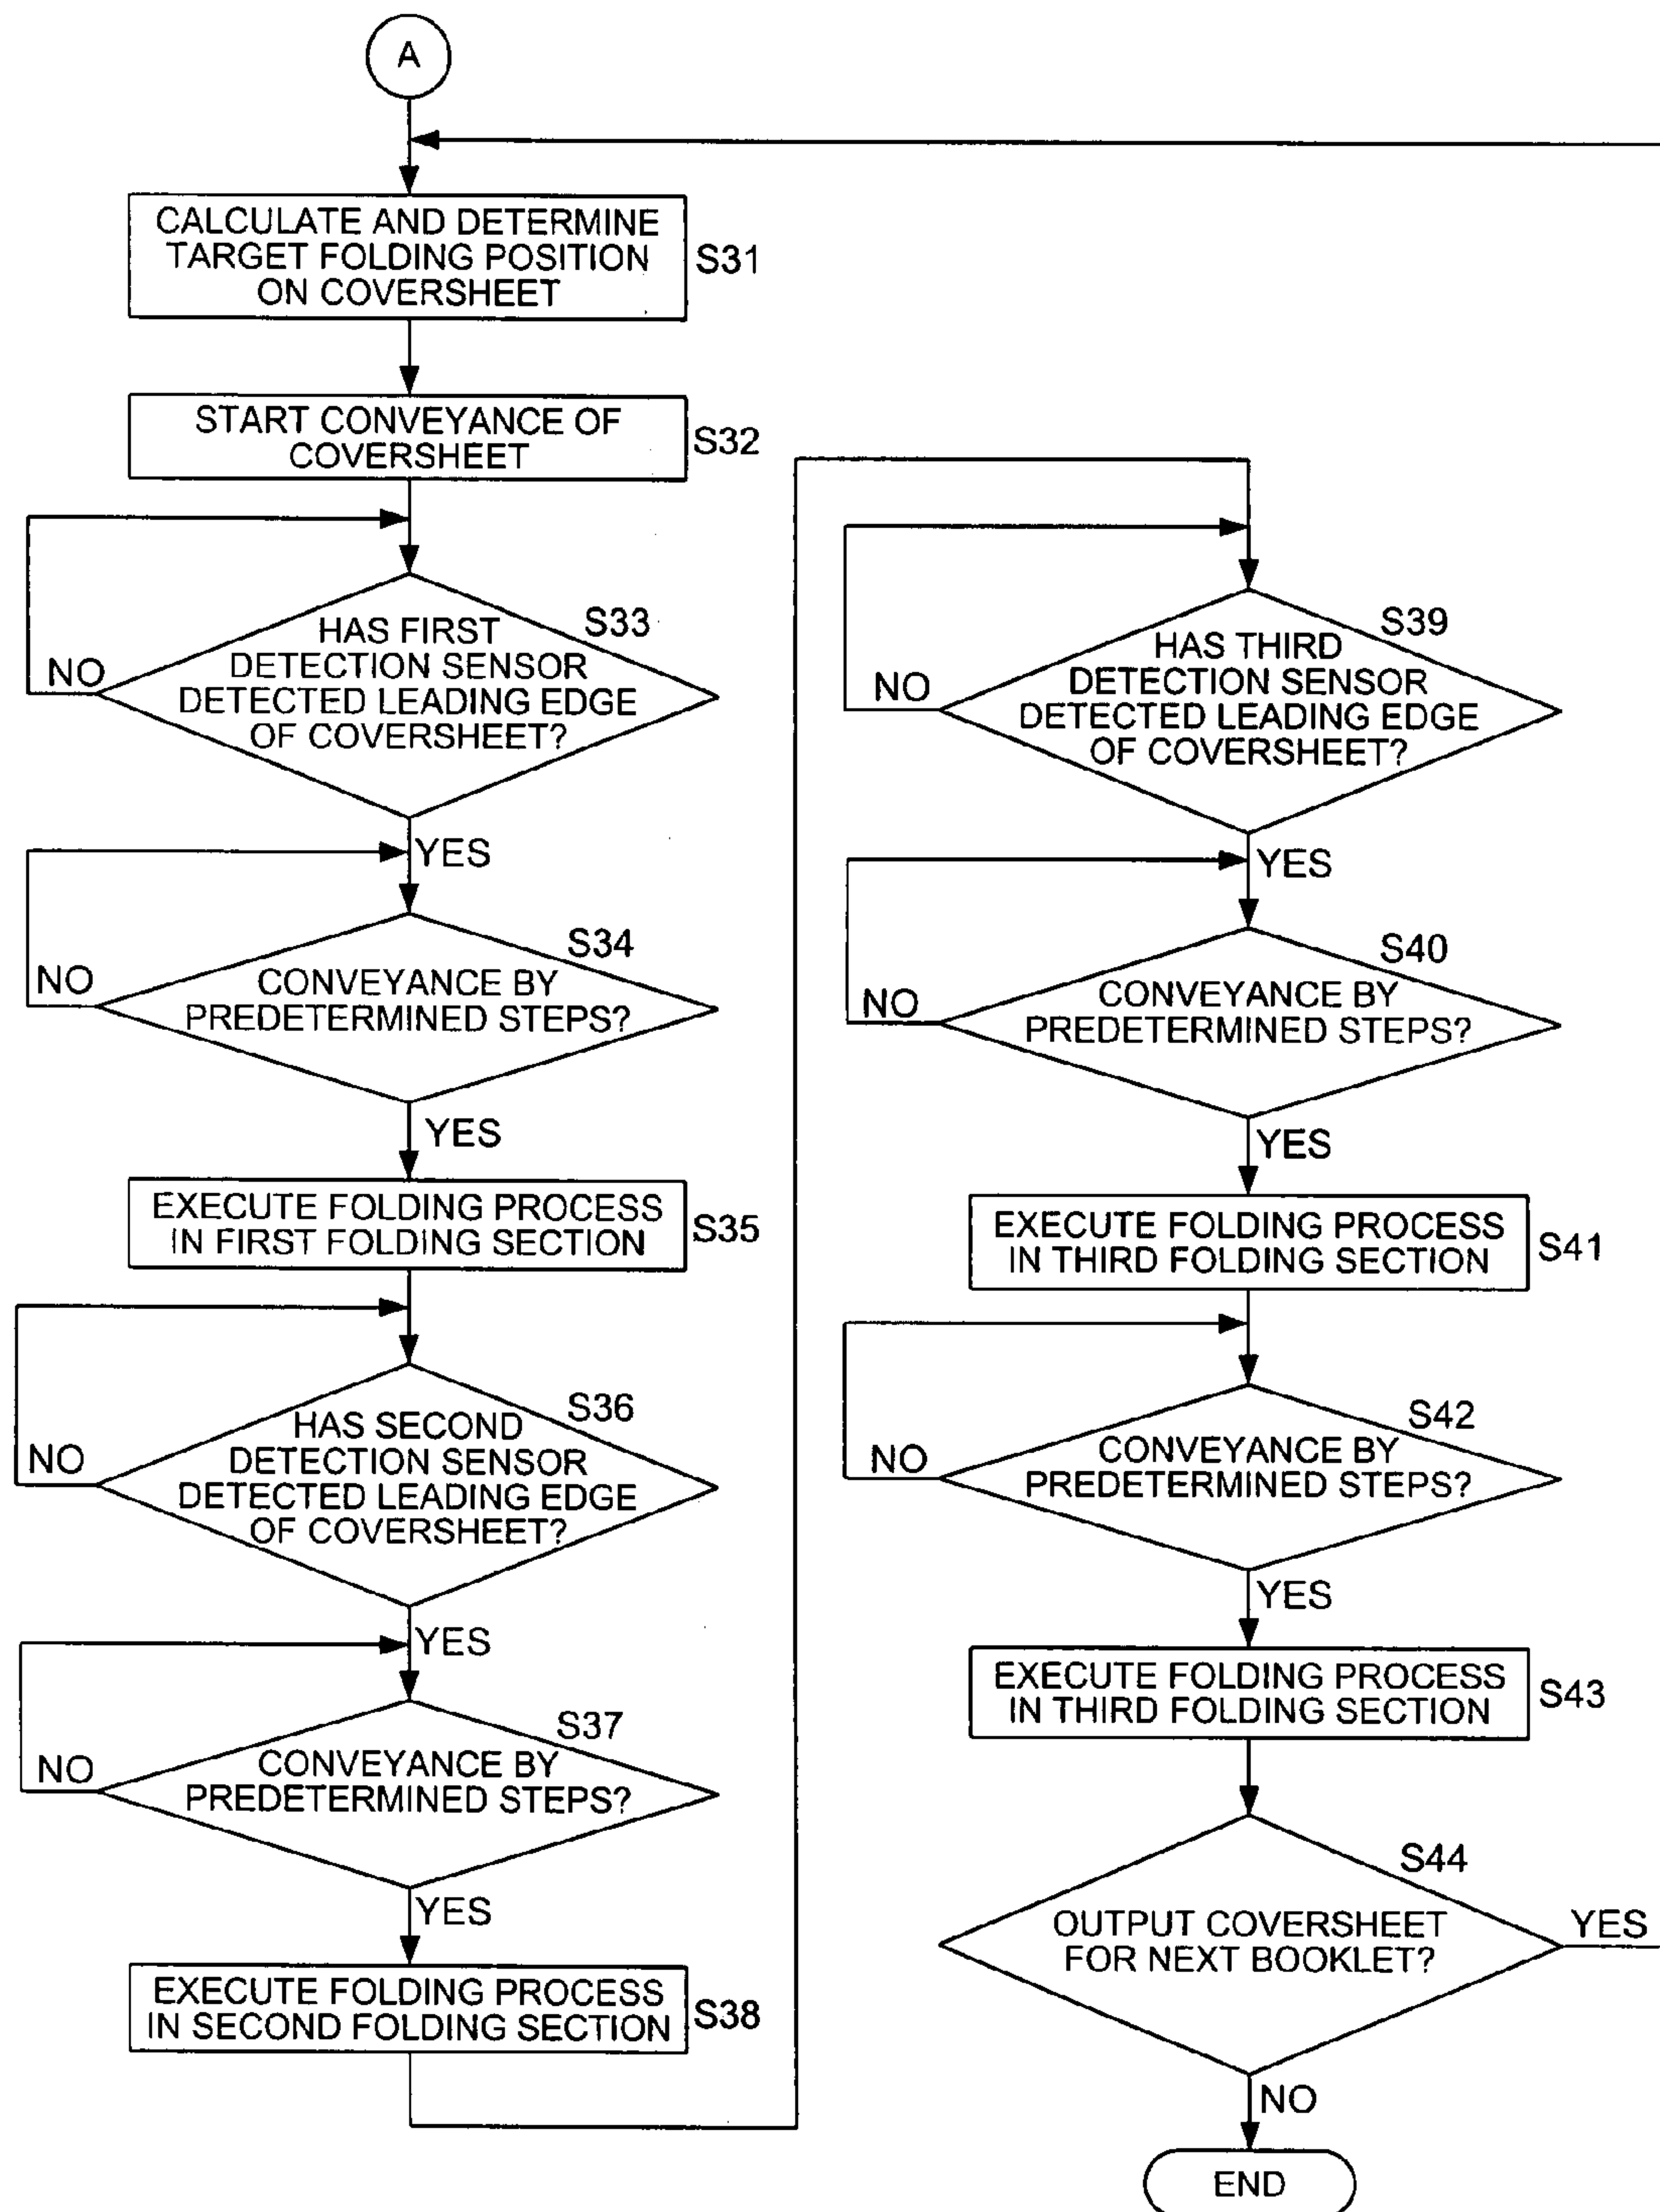 A
CALCULATE AND DETERMINE
TARGET FOLDING POSITION
ON COVERSHEET
S31
START CONVEYANCE OF
COVERSHEET
S32
HAS FIRST
DETECTION SENSOR
DETECTED LEADING EDGE
OF COVERSHEET?
S33
NO
YES
CONVEYANCE BY
PREDETERMINED STEPS?
S34
NO
YES
EXECUTE FOLDING PROCESS
IN FIRST FOLDING SECTION
S35
HAS SECOND
DETECTION SENSOR
DETECTED LEADING EDGE
OF COVERSHEET?
S36
NO
YES
CONVEYANCE BY
PREDETERMINED STEPS?
S37
NO
YES
EXECUTE FOLDING PROCESS
IN SECOND FOLDING SECTION
S38
HAS THIRD
DETECTION SENSOR
DETECTED LEADING EDGE
OF COVERSHEET?
S39
NO
YES
CONVEYANCE BY
PREDETERMINED STEPS?
S40
NO
YES
EXECUTE FOLDING PROCESS
IN THIRD FOLDING SECTION
S41
CONVEYANCE BY
PREDETERMINED STEPS?
S42
NO
YES
EXECUTE FOLDING PROCESS
IN THIRD FOLDING SECTION
S43
OUTPUT COVERSHEET
FOR NEXT BOOKLET?
S44
YES
NO
END